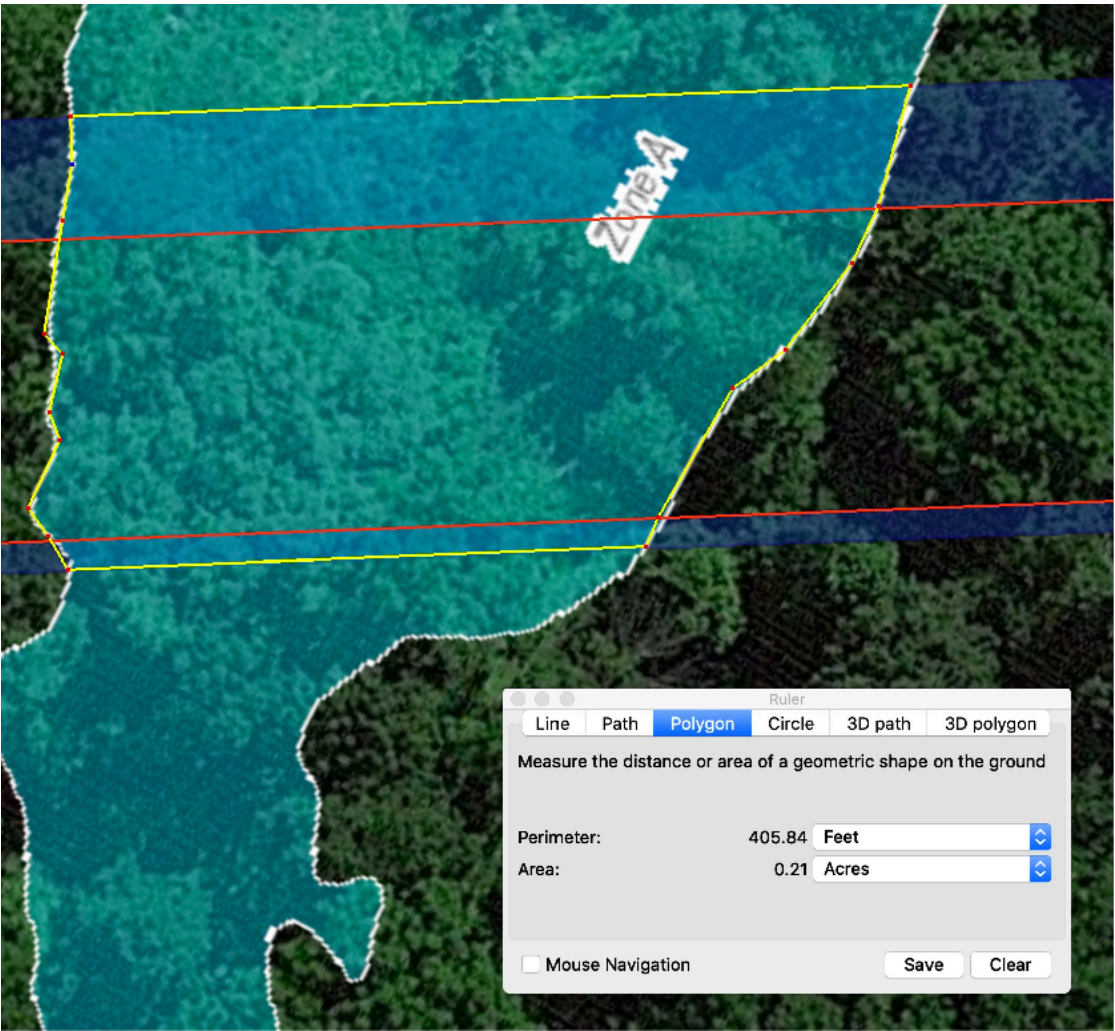 Zone A
Ruler
Line Path Polygon Circle 3D path 3D polygon
Measure the distance or area of a geometric shape on the ground
Perimeter: 405.84 Feet
Area: 0.21 Acres
Mouse Navigation Save Clear